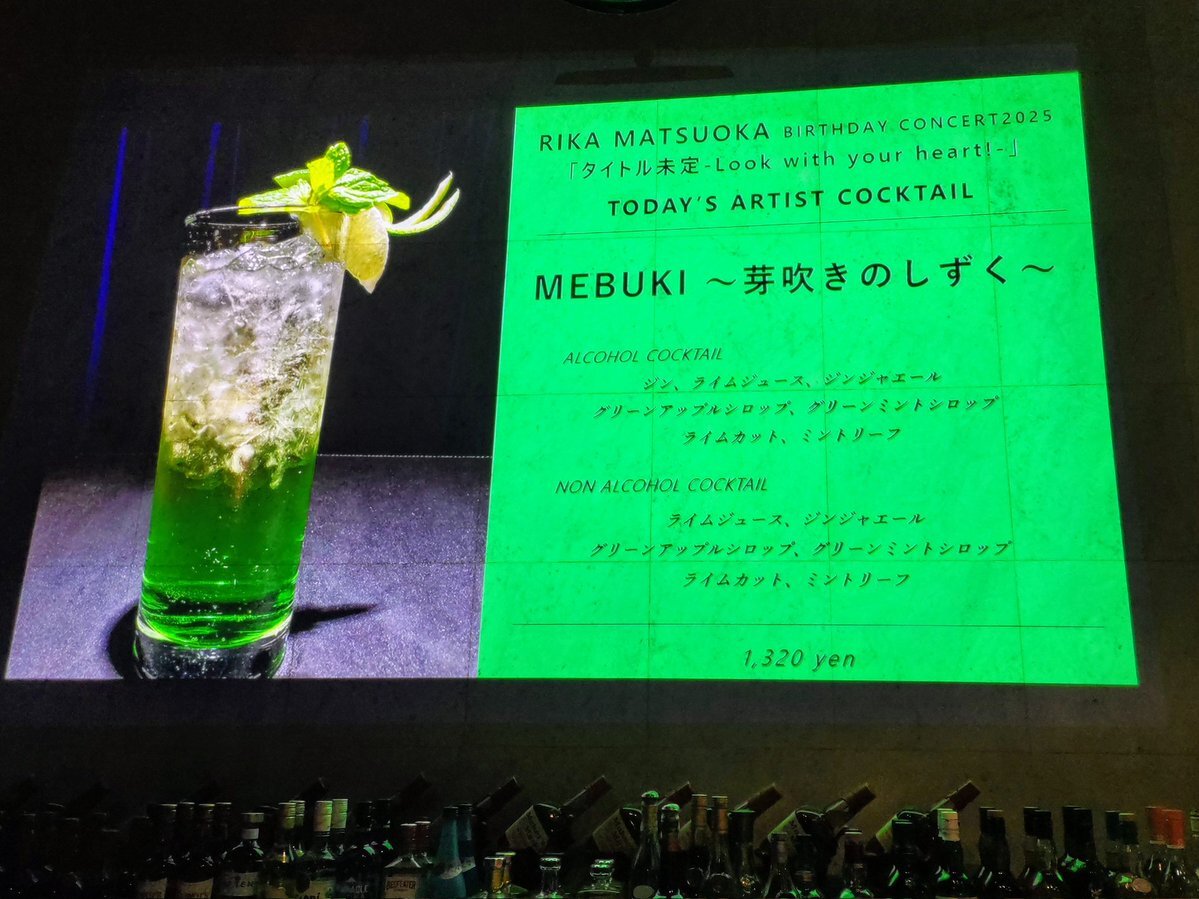 RIKA MATSUOKA BIRTHDAY CONCERT2025
「タイトル未定-Look with your heart!-」
TODAY'S ARTIST COCKTAIL
MEBUKI ～芽吹きのしずく～
ALCOHOL COCKTAIL
ジン、ライムジュース、ジンジャエール
グリーンアップルシロップ、グリーンミントシロップ
ライムカット、ミントリーフ
NON ALCOHOL COCKTAIL
ライムジュース、ジンジャエール
グリーンアップルシロップ、グリーンミントシロップ
ライムカット、ミントリーフ
1,320 yen
BEEFEATER